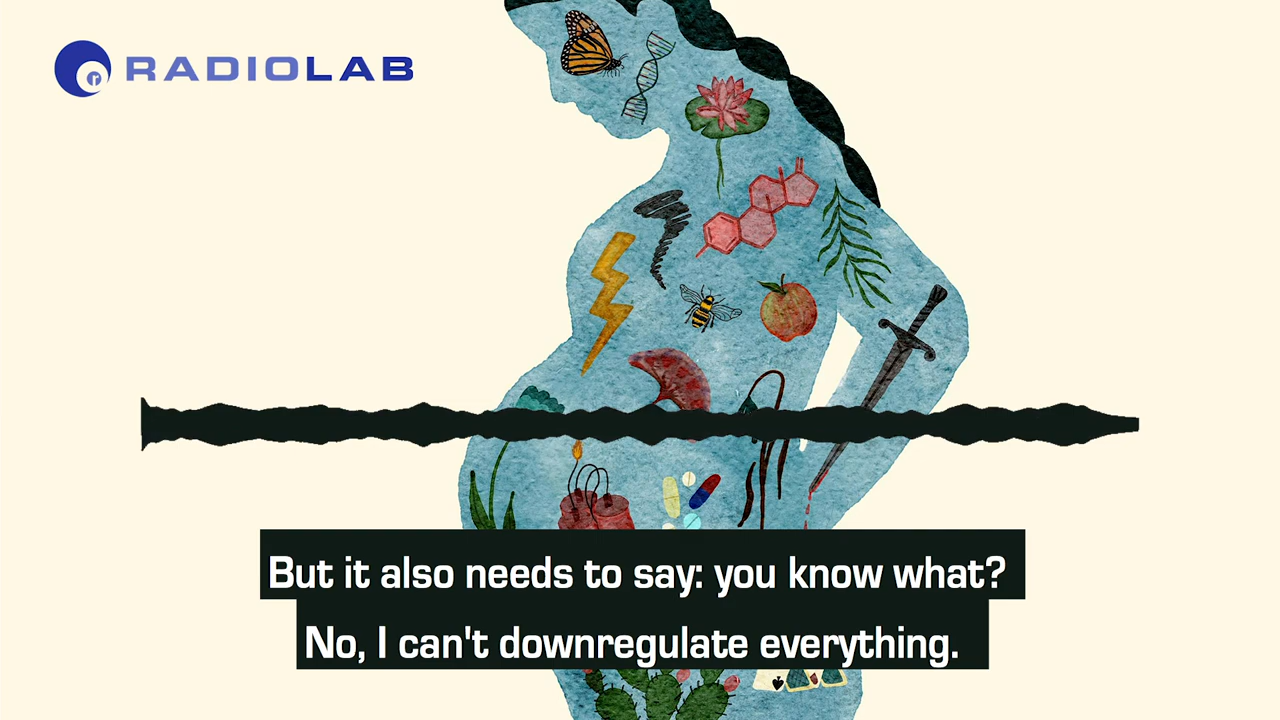 RADIOLAB
But it also needs to say: you know what?
No, I can't downregulate everything.